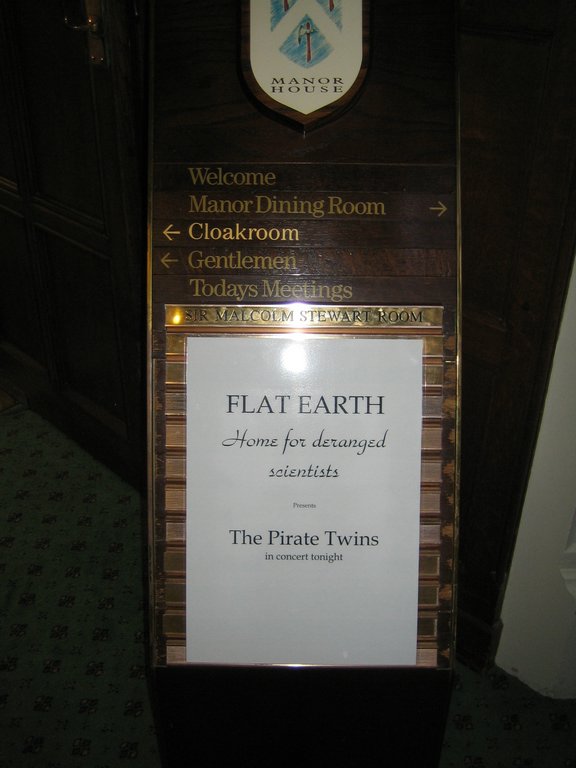 MANOR
HOUSE
Welcome
Manor Dining Room →
← Cloakroom
← Gentlemen
Todays Meetings
SIR MALCOLM STEWART ROOM
FLAT EARTH
Home for deranged
scientists
Presents
The Pirate Twins
in concert tonight